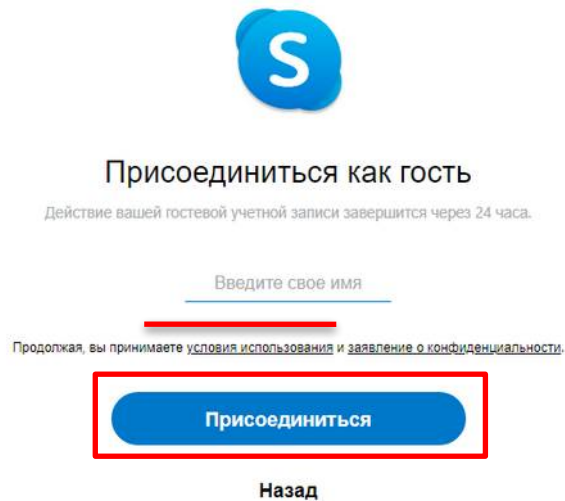 S
Присоединиться как гость
Действие вашей гостевой учетной записи завершится через 24 часа.
Введите свое имя
Продолжая, вы принимаете условия использования и заявление о конфиденциальности.
Присоединиться
Назад